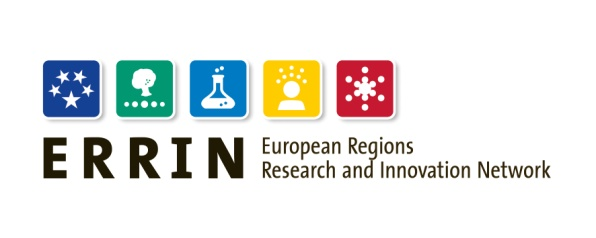 ERRIN
European Regions
Research and Innovation Network